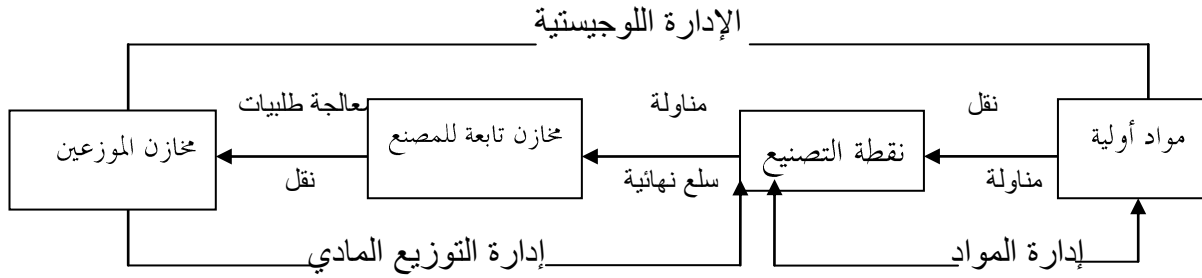 الإدارة اللوجيستية
نقل
مناولة
معالجة طلبيات
مواد أولية
نقطة التصنيع
مخازن تابعة للمصنع
مخازن الموزعين
مناولة
سلع نهائية
نقل
إدارة المواد
إدارة التوزيع المادي